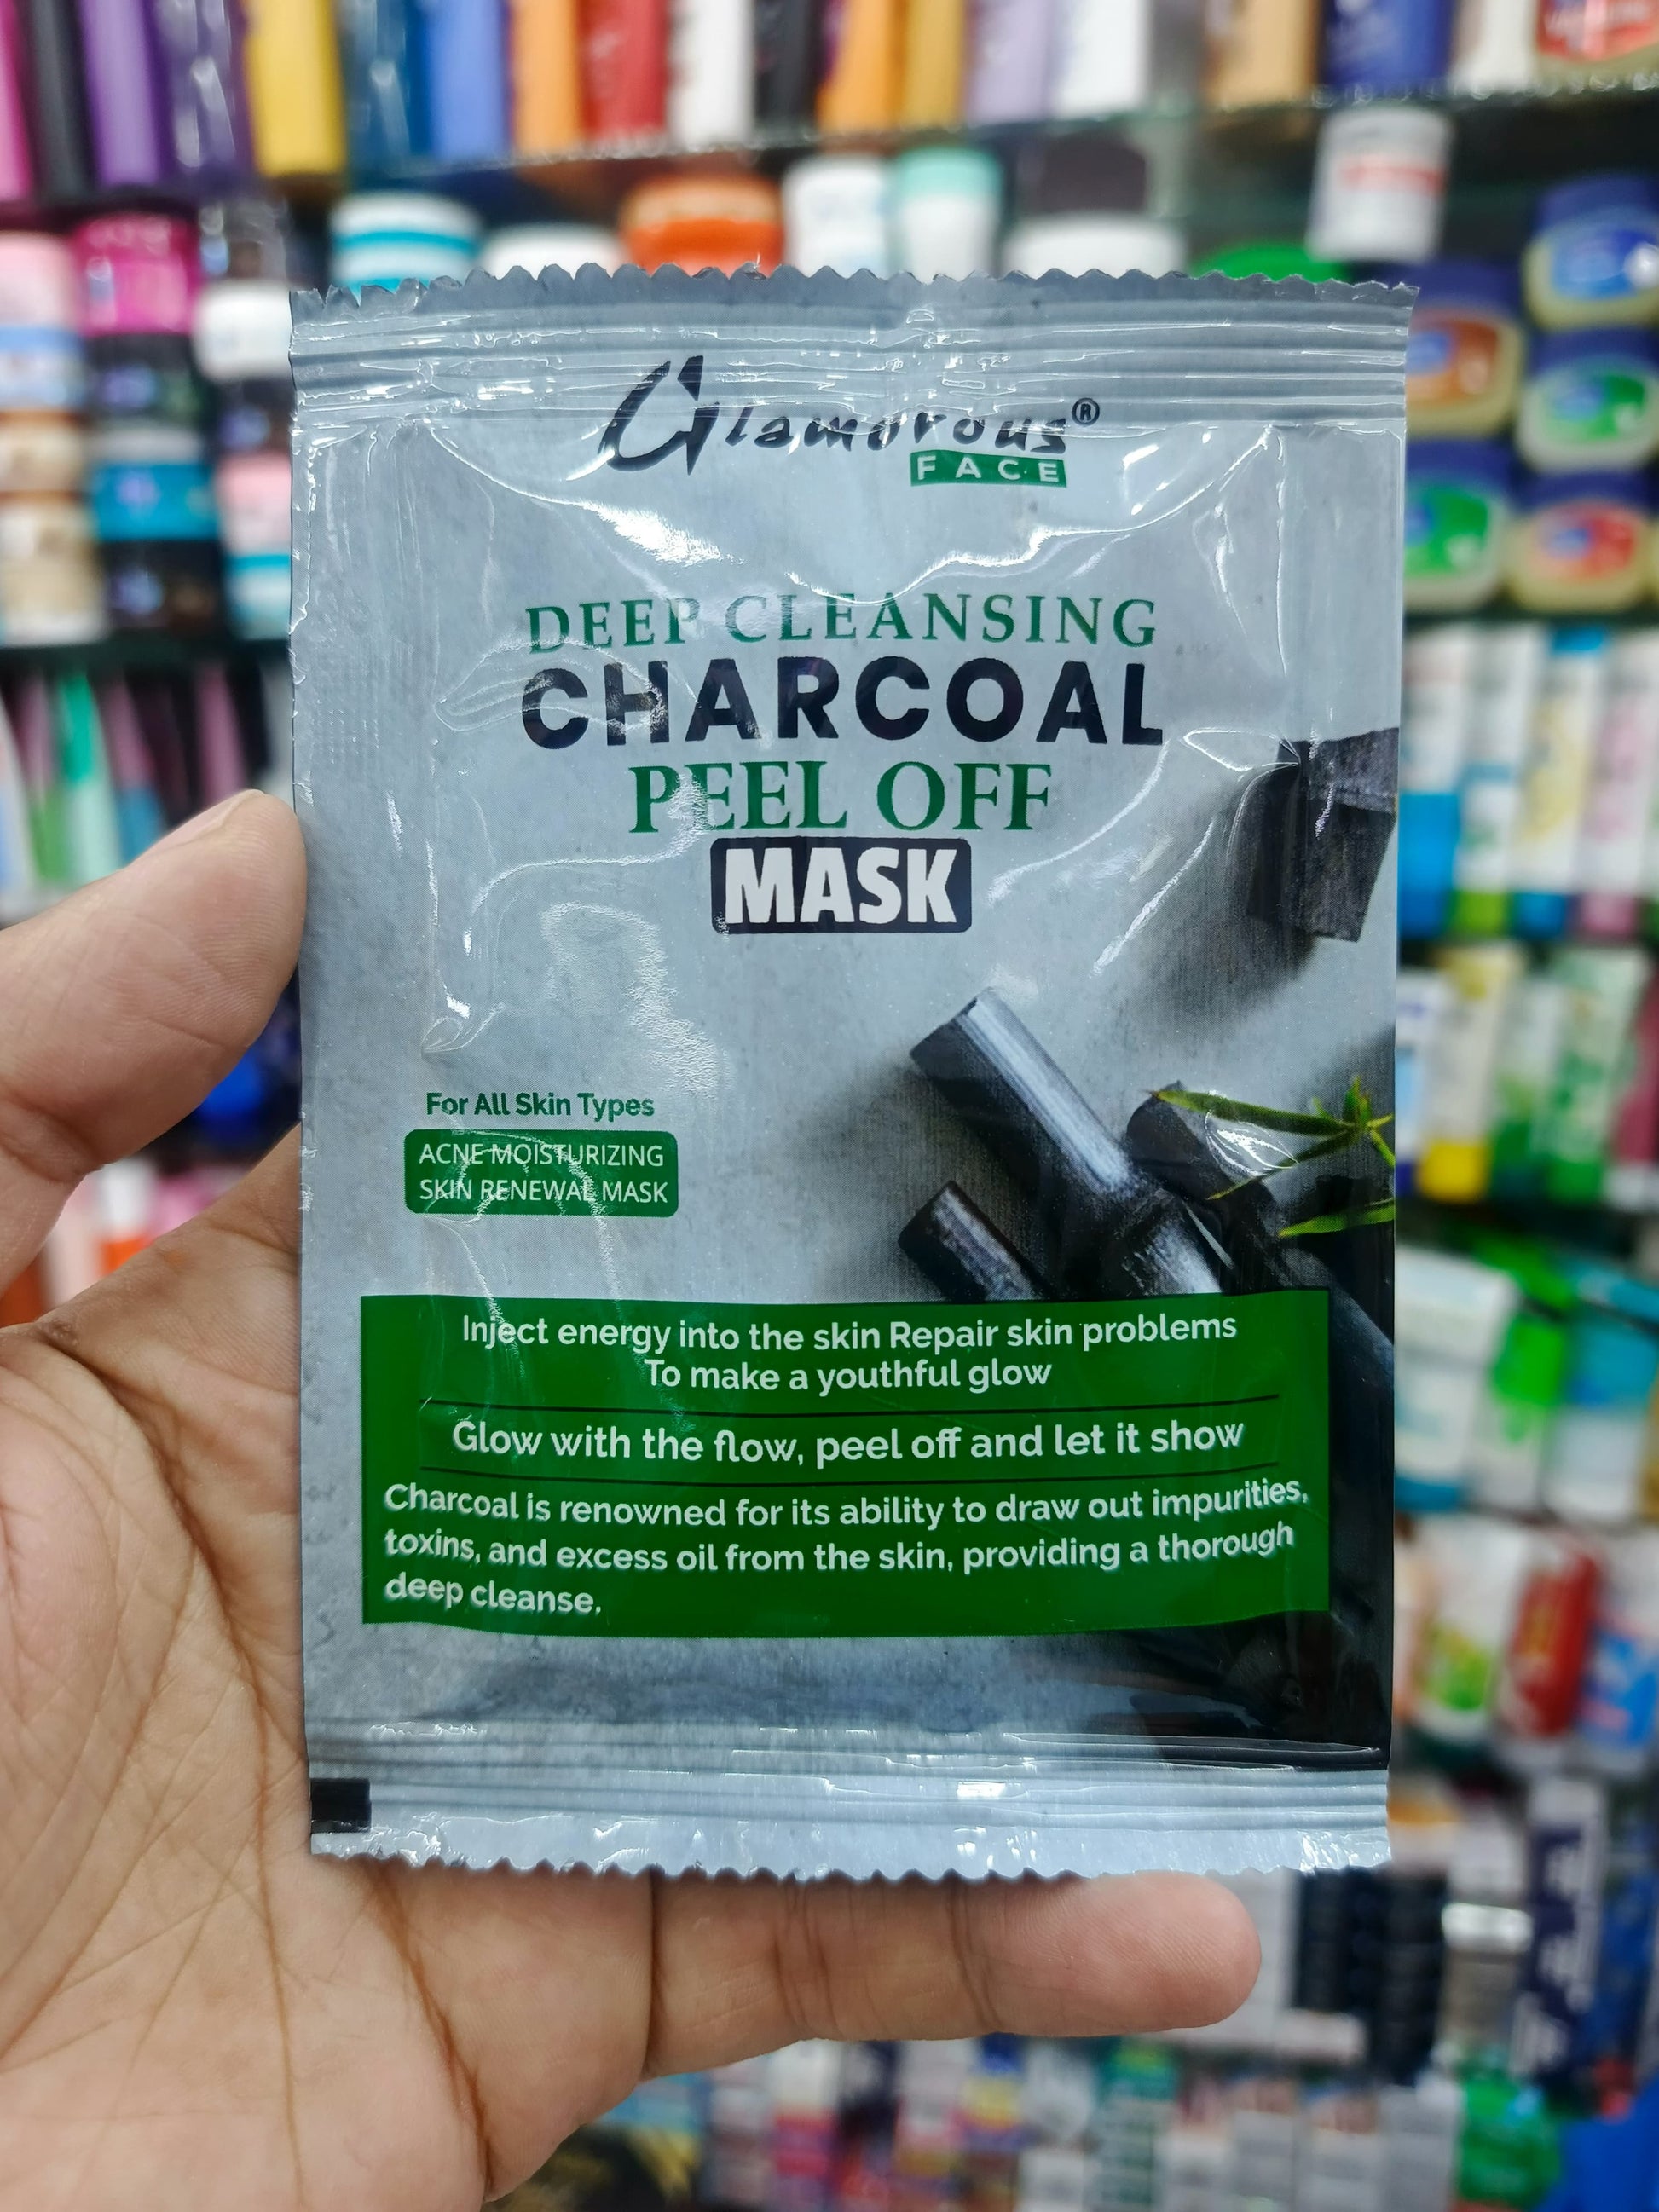 Glamorous®
FACE
DEEP CLEANSING
CHARCOAL
PEEL OFF
MASK
For All Skin Types
ACNE MOISTURIZING
SKIN RENEWAL MASK
Inject energy into the skin Repair skin problems
To make a youthful glow
Glow with the flow, peel off and let it show
Charcoal is renowned for its ability to draw out impurities,
toxins, and excess oil from the skin, providing a thorough
deep cleanse.